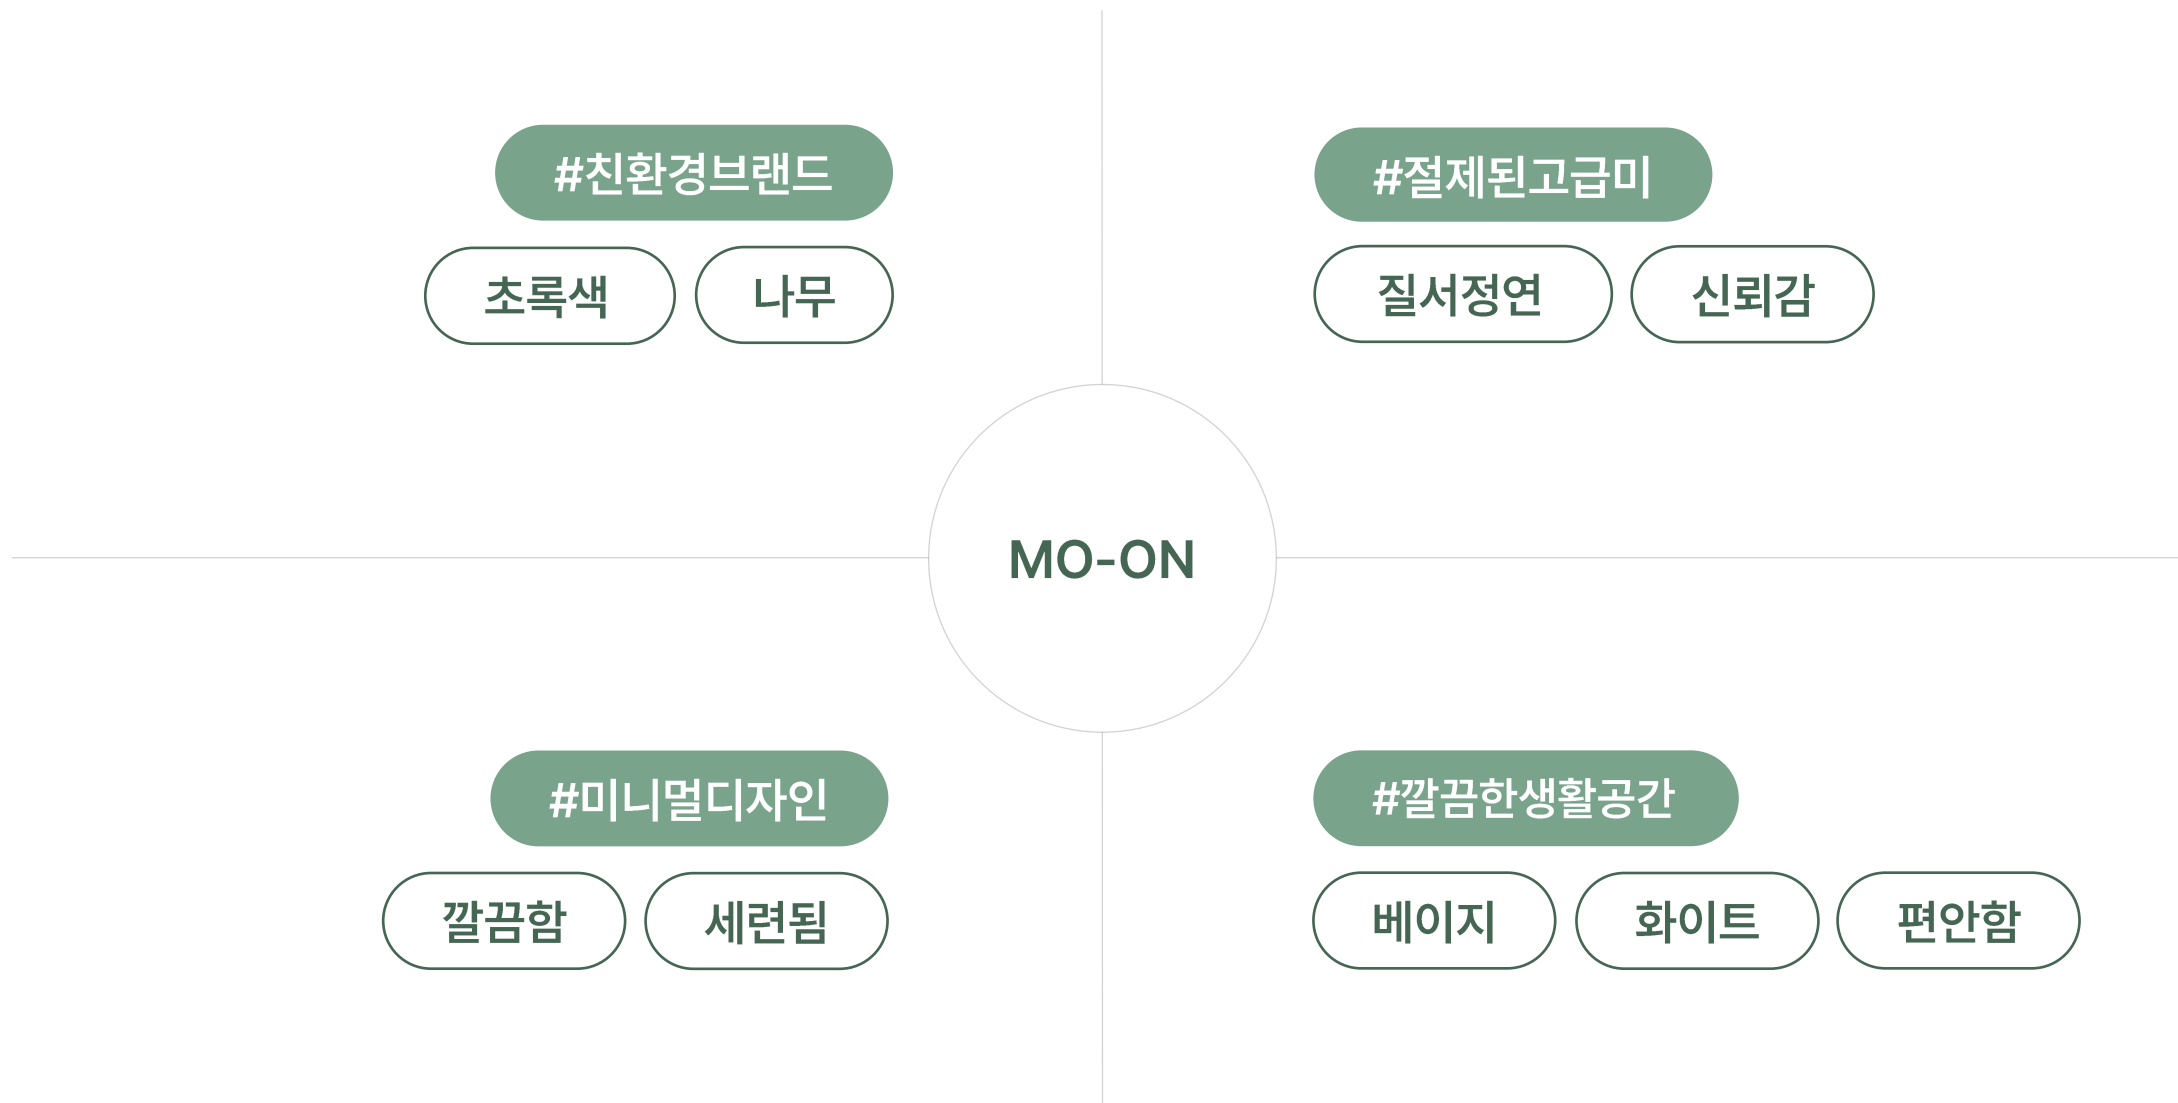 #친환경브랜드
초록색 나무
#절제된고급미
질서정연 신뢰감
MO-ON
#미니멀디자인
깔끔함 세련됨
#깔끔한생활공간
베이지 화이트 편안함